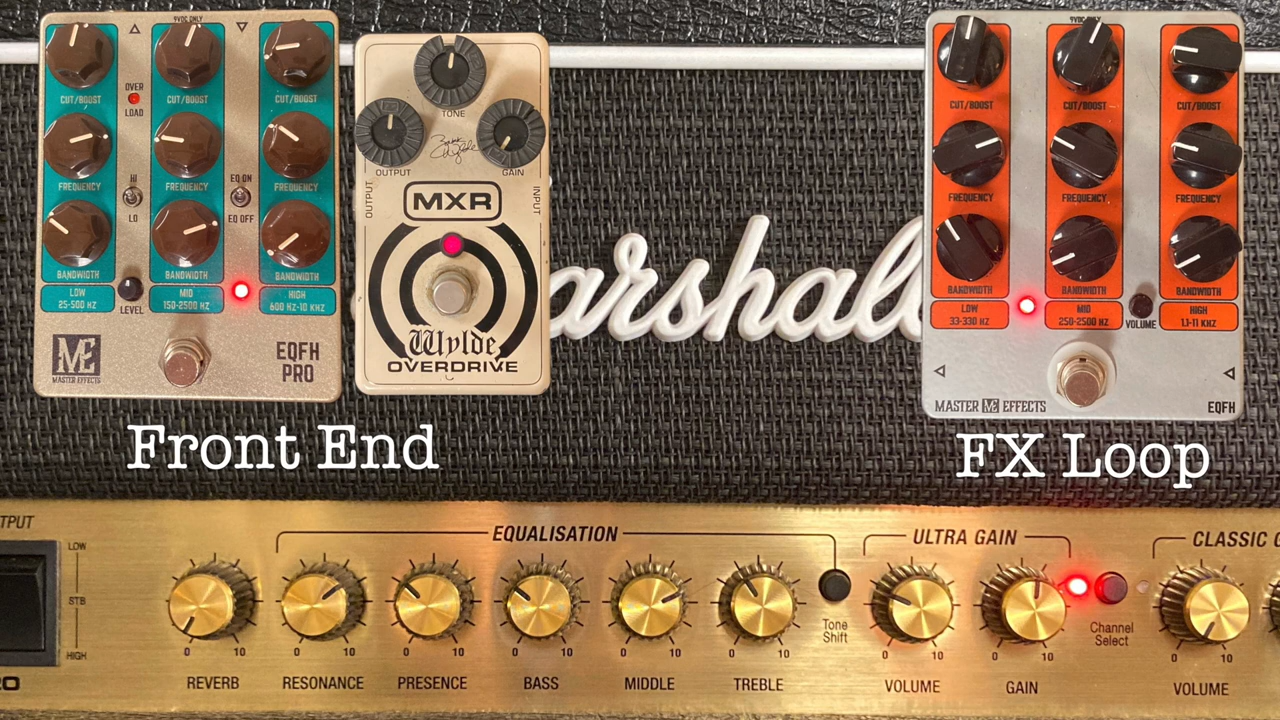 9VDC ONLY
CUT/BOOST CUT/BOOST CUT/BOOST
OVER
LOAD
FREQUENCY FREQUENCY FREQUENCY
HI
LO
EQ ON
EQ OFF
BANDWIDTH BANDWIDTH BANDWIDTH
LOW
25-500 HZ
LEVEL
MID
150-2500 HZ
HIGH
600 HZ-10 KHZ
ME
MASTER EFFECTS
EQFH
PRO
TONE
Zakk Wylde
OUTPUT GAIN
OUTPUT
INPUT
MXR
Wylde
OVERDRIVE
arshall
9VDC ONLY
CUT/BOOST CUT/BOOST CUT/BOOST
FREQUENCY FREQUENCY FREQUENCY
BANDWIDTH BANDWIDTH BANDWIDTH
LOW
33-330 HZ
MID
250-2500 HZ
VOLUME
HIGH
1.1-11 KHZ
MASTER ME EFFECTS
EQFH
Front End
FX Loop
TPUT
LOW
STB
HIGH
EQUALISATION
ULTRA GAIN
CLASSIC G
Tone
Shift
Channel
Select
0 10 0 10 0 10 0 10 0 10 0 10 0 10 0 10 0 10
REVERB RESONANCE PRESENCE BASS MIDDLE TREBLE VOLUME GAIN VOLUME